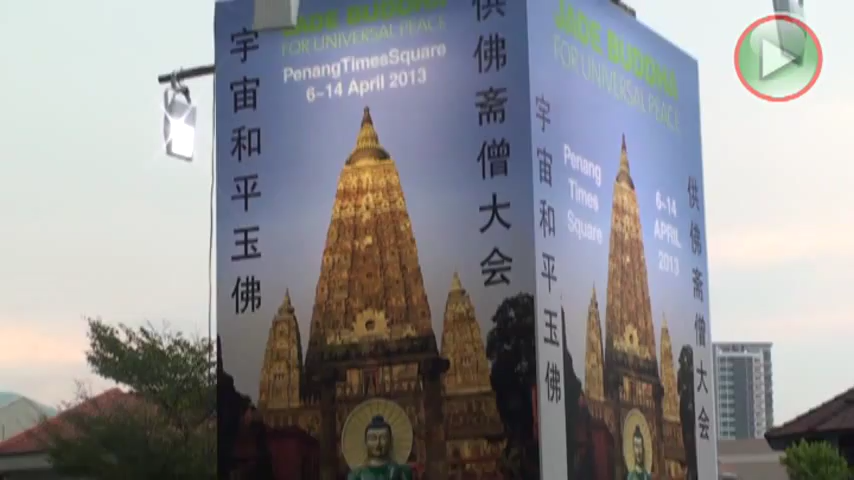 JADE BUDDHA
FOR UNIVERSAL PEACE
PenangTimesSquare
6-14 April 2013
宇宙和平玉佛
供佛斋僧大会
JADE BUDDHA
FOR UNIVERSAL PEACE
宇宙和平玉佛
Penang
Times
Square
6-14
APRIL
2013
供佛斋僧大会